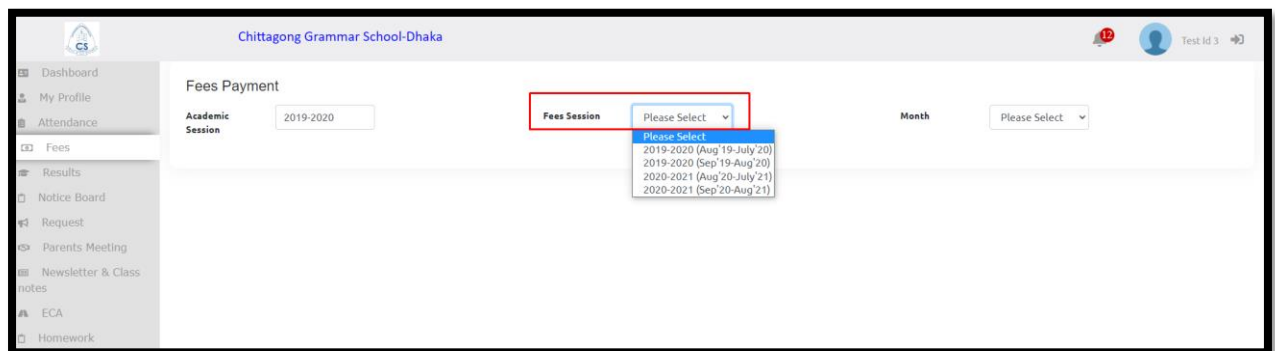 CS
Chittagong Grammar School-Dhaka
12
Test Id 3
Dashboard
My Profile
Attendance
Fees
Results
Notice Board
Request
Parents Meeting
Newsletter & Class
notes
ECA
Homework
Fees Payment
Academic
Session
2019-2020
Fees Session
Please Select
Please Select
2019-2020 (Aug'19-July'20)
2019-2020 (Sep'19-Aug'20)
2020-2021 (Aug'20-July'21)
2020-2021 (Sep'20-Aug'21)
Month
Please Select